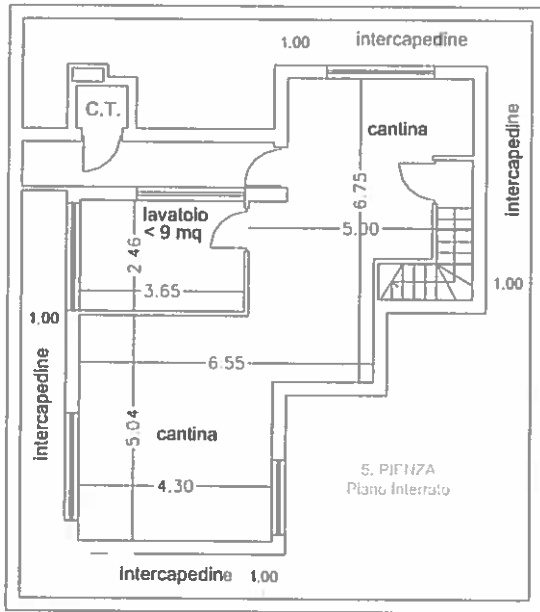 1.00 intercapedine
C.T.
cantina
intercapedine
6.75
lavatoio
< 9 mq
5.00
2.46
3.65
1.00
1,00
6.55
intercapedine
5.04
cantina
4.30
5. PIENZA
Piano Interrato
intercapedine 1,00